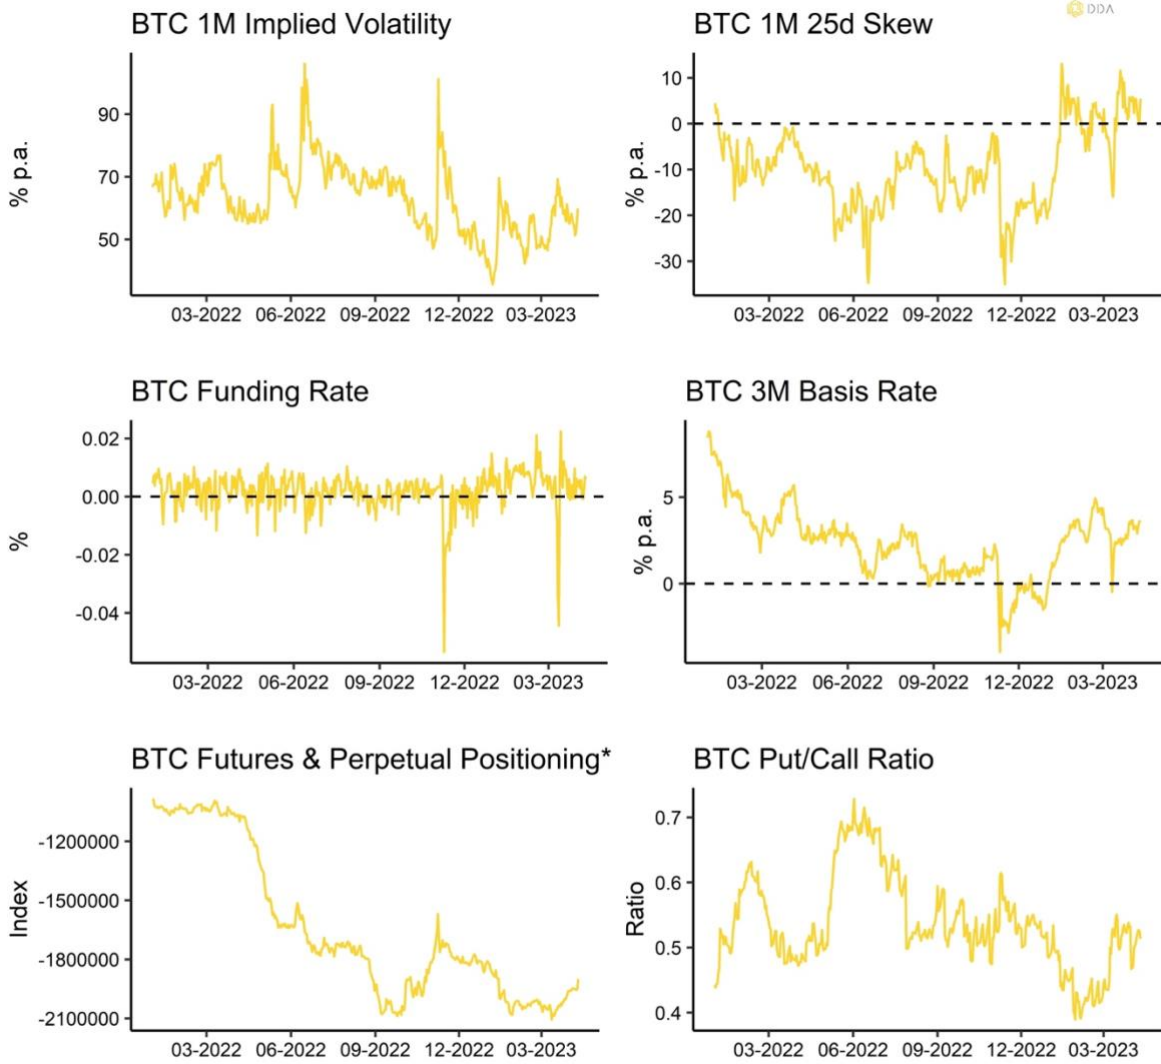 DDA
BTC 1M Implied Volatility
% p.a.
90
70
50
03-2022 06-2022 09-2022 12-2022 03-2023
BTC 1M 25d Skew
% p.a.
10
0
-10
-20
-30
03-2022 06-2022 09-2022 12-2022 03-2023
BTC Funding Rate
%
0.02
0.00
-0.02
-0.04
03-2022 06-2022 09-2022 12-2022 03-2023
BTC 3M Basis Rate
% p.a.
5
0
03-2022 06-2022 09-2022 12-2022 03-2023
BTC Futures & Perpetual Positioning*
Index
-1200000
-1500000
-1800000
-2100000
03-2022 06-2022 09-2022 12-2022 03-2023
BTC Put/Call Ratio
Ratio
0.7
0.6
0.5
0.4
03-2022 06-2022 09-2022 12-2022 03-2023